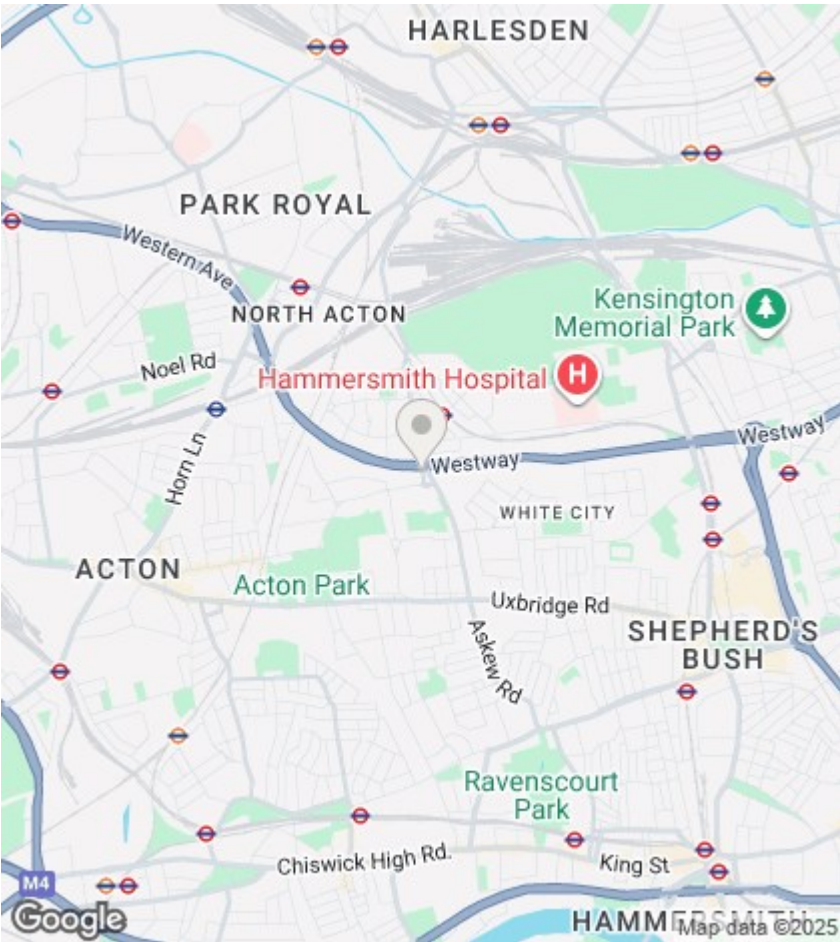 HARLESDEN
PARK ROYAL
Western Ave
NORTH ACTON
Kensington
Memorial Park
Noel Rd
Hammersmith Hospital
H
Westway
Westway
Horn Ln
WHITE CITY
ACTON
Acton Park
Uxbridge Rd
SHEPHERD'S
BUSH
Askew Rd
Ravenscourt
Park
Chiswick High Rd.
King St
M4
Google
HAMMERSMITH
Map data ©2025